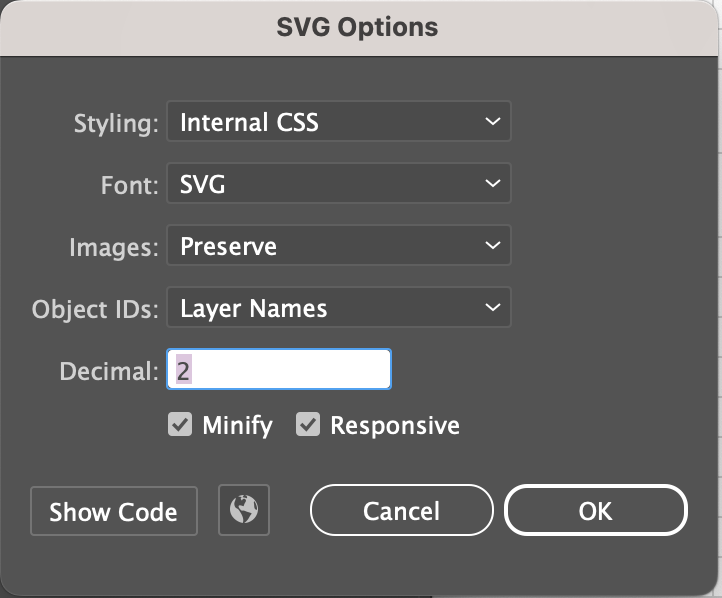 SVG Options
Styling: Internal CSS
Font: SVG
Images: Preserve
Object IDs: Layer Names
Decimal: 2
Minify Responsive
Show Code Cancel OK